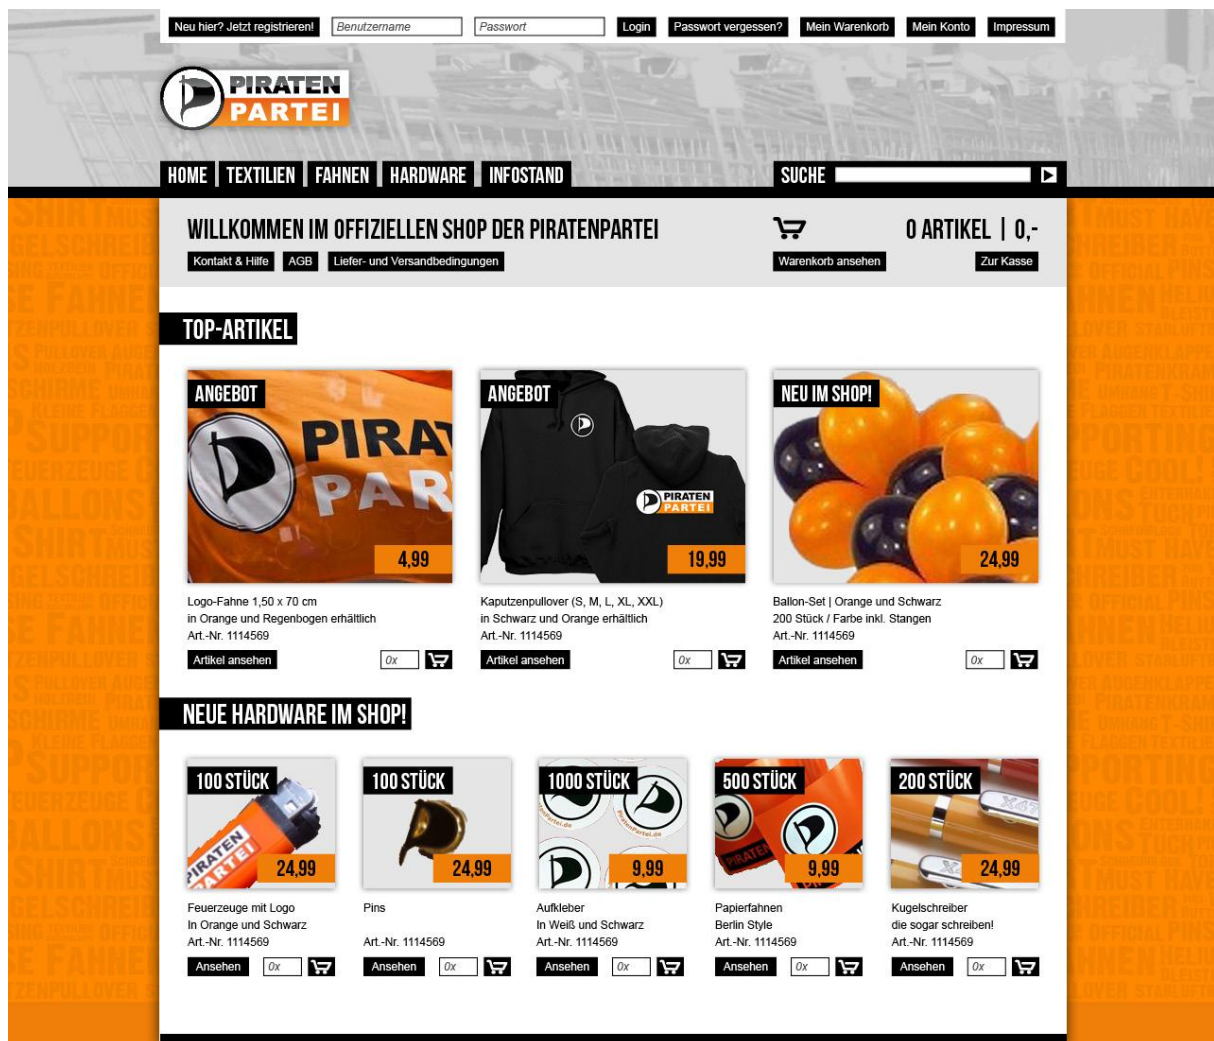 Neu hier? Jetzt registrieren! Benutzername Passwort Login Passwort vergessen? Mein Warenkorb Mein Konto Impressum
PIRATEN
PARTEI
HOME TEXTILIEN FAHNEN HARDWARE INFOSTAND SUCHE
WILLKOMMEN IM OFFIZIELLEN SHOP DER PIRATENPARTEI 0 ARTIKEL | 0,-
Kontakt & Hilfe AGB Liefer- und Versandbedingungen Warenkorb ansehen Zur Kasse
TOP-ARTIKEL
ANGEBOT ANGEBOT NEU IM SHOP!
PIRAT
PAR
PIRATEN
PARTEI
4,99 19,99 24,99
Logo-Fahne 1,50 x 70 cm
in Orange und Regenbogen erhältlich
Art.-Nr. 1114569
Artikel ansehen 0x
Kaputzenpullover (S, M, L, XL, XXL)
in Schwarz und Orange erhältlich
Art.-Nr. 1114569
Artikel ansehen 0x
Ballon-Set | Orange und Schwarz
200 Stück / Farbe inkl. Stangen
Art.-Nr. 1114569
Artikel ansehen 0x
NEUE HARDWARE IM SHOP!
100 STÜCK 100 STÜCK 1000 STÜCK 500 STÜCK 200 STÜCK
PIRATEN
PARTEI
24,99 24,99 9,99 9,99 24,99
Feuerzeuge mit Logo
In Orange und Schwarz
Art.-Nr. 1114569
Ansehen 0x
Pins
Art.-Nr. 1114569
Ansehen 0x
Aufkleber
In Weiß und Schwarz
Art.-Nr. 1114569
Ansehen 0x
Papierfahnen
Berlin Style
Art.-Nr. 1114569
Ansehen 0x
Kugelschreiber
die sogar schreiben!
Art.-Nr. 1114569
Ansehen 0x